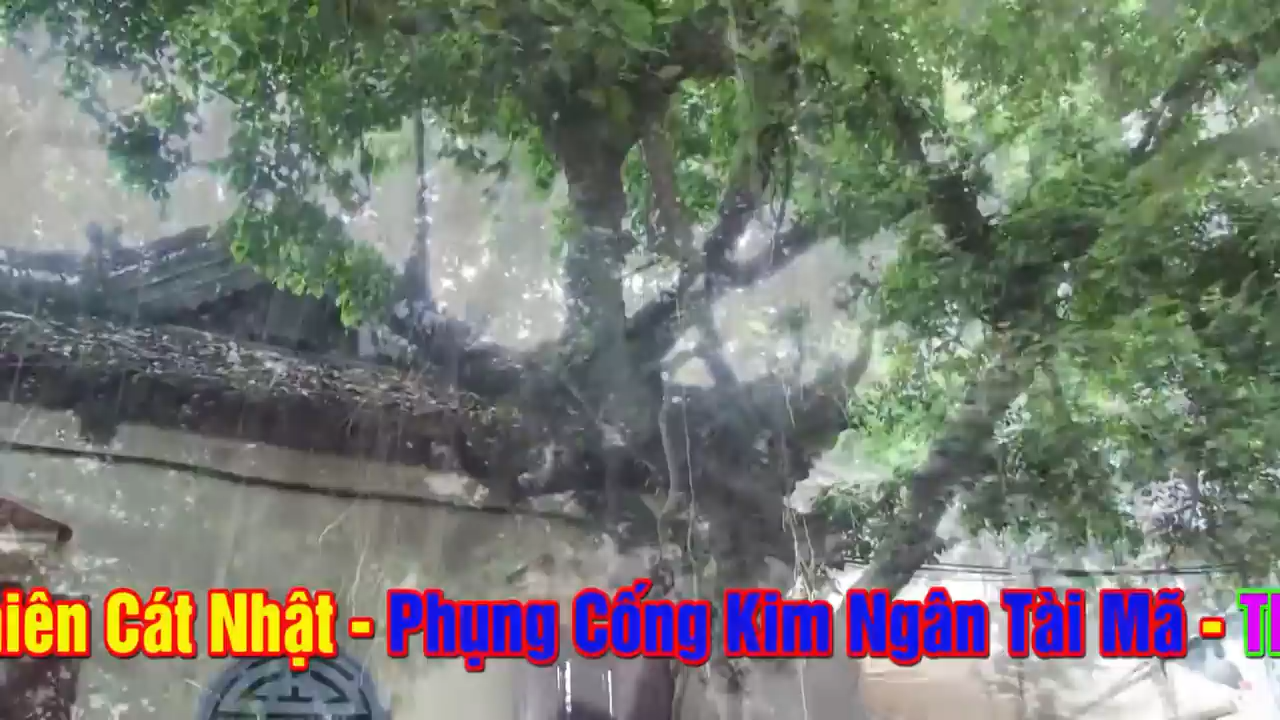 Cát Nhật - Phụng Cống Kim Ngân Tài Mã -